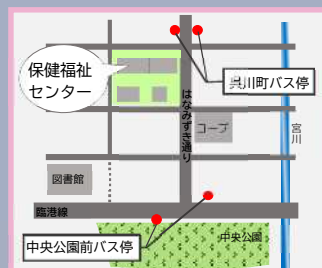 保健福祉
センター
呉川町バス停
はなみずき通り
コープ
宮川
図書館
臨港線
中央公園
中央公園前バス停